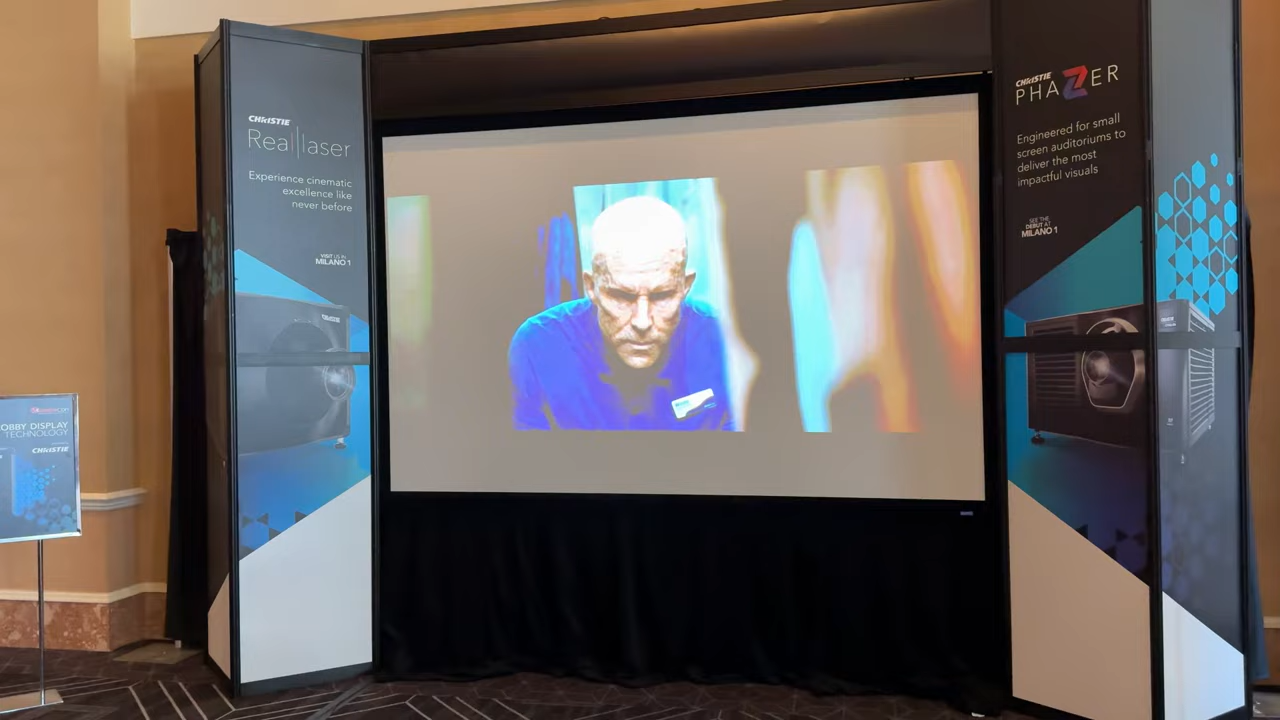 CHRISTIE
Real||laser
Experience cinematic
excellence like
never before
VISIT US IN
MILANO 1
CHRISTIE
PHAZER
Engineered for small
screen auditoriums to
deliver the most
impactful visuals
SEE THE
DEBUT AT
MILANO 1
OBBY DISPLAY
TECHNOLOGY
CHRISTIE